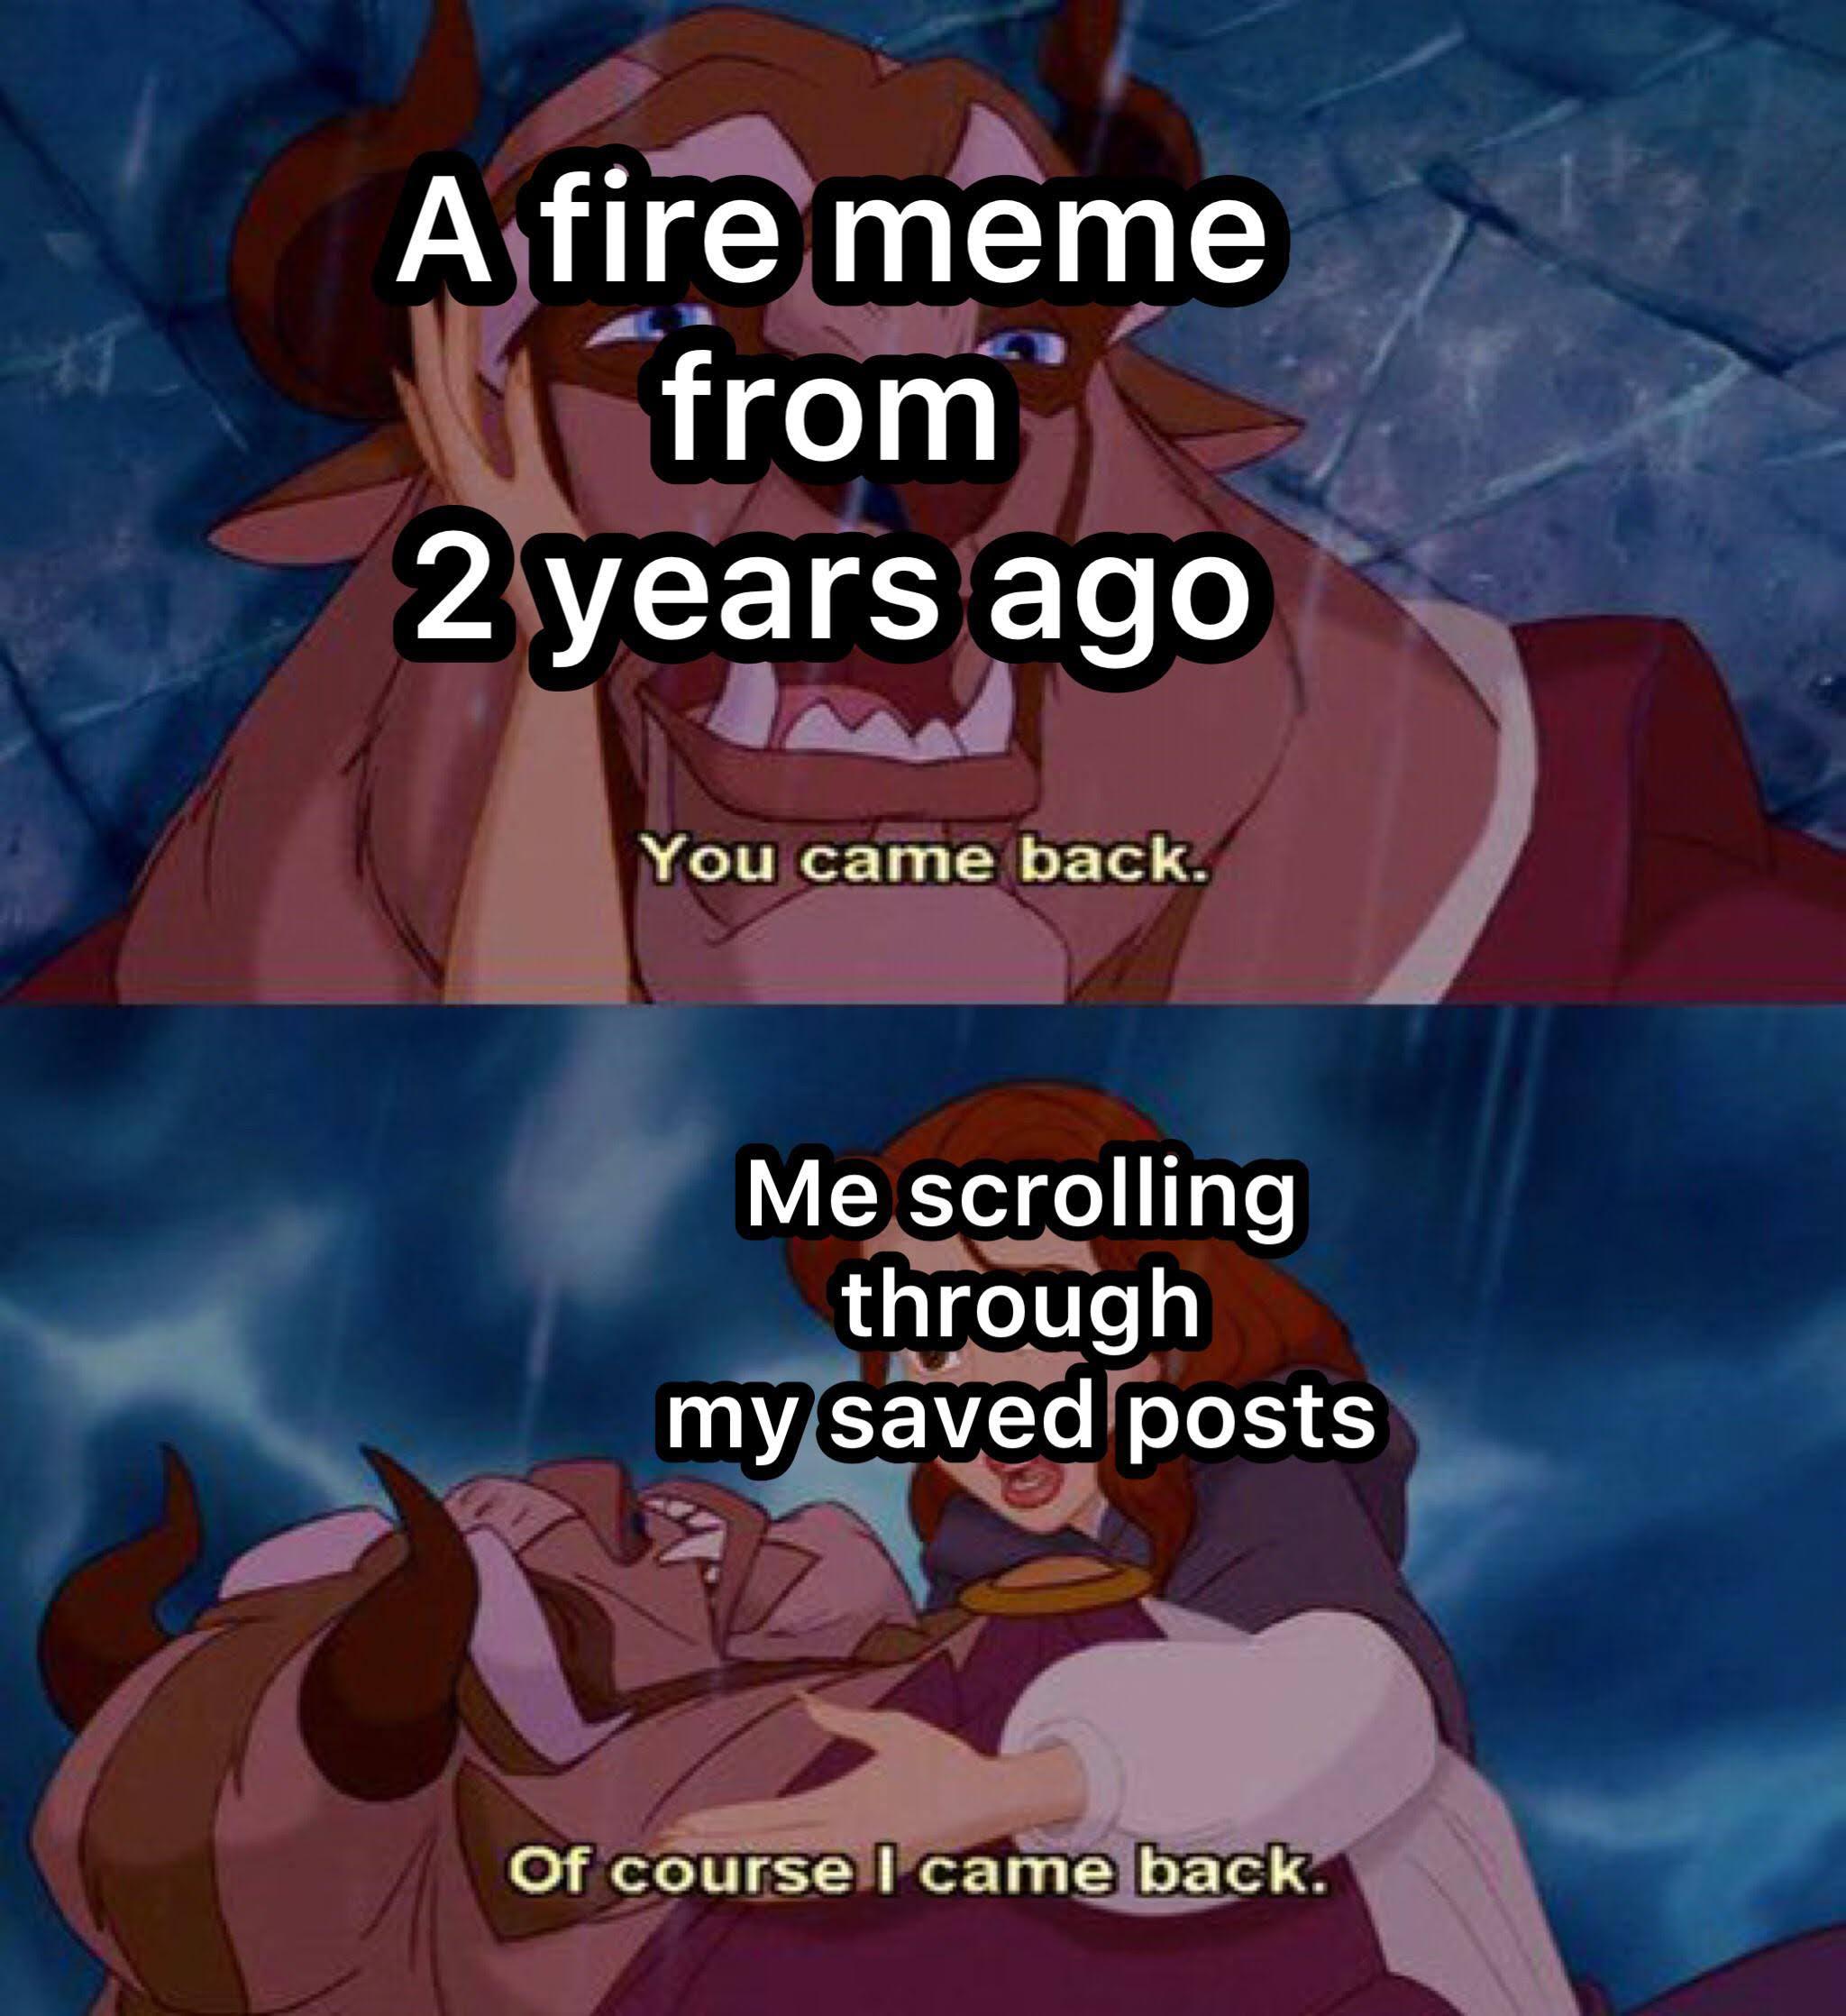 A fire meme
from
2 years ago
You came back.
Me scrolling
through
my saved posts
Of course I came back.